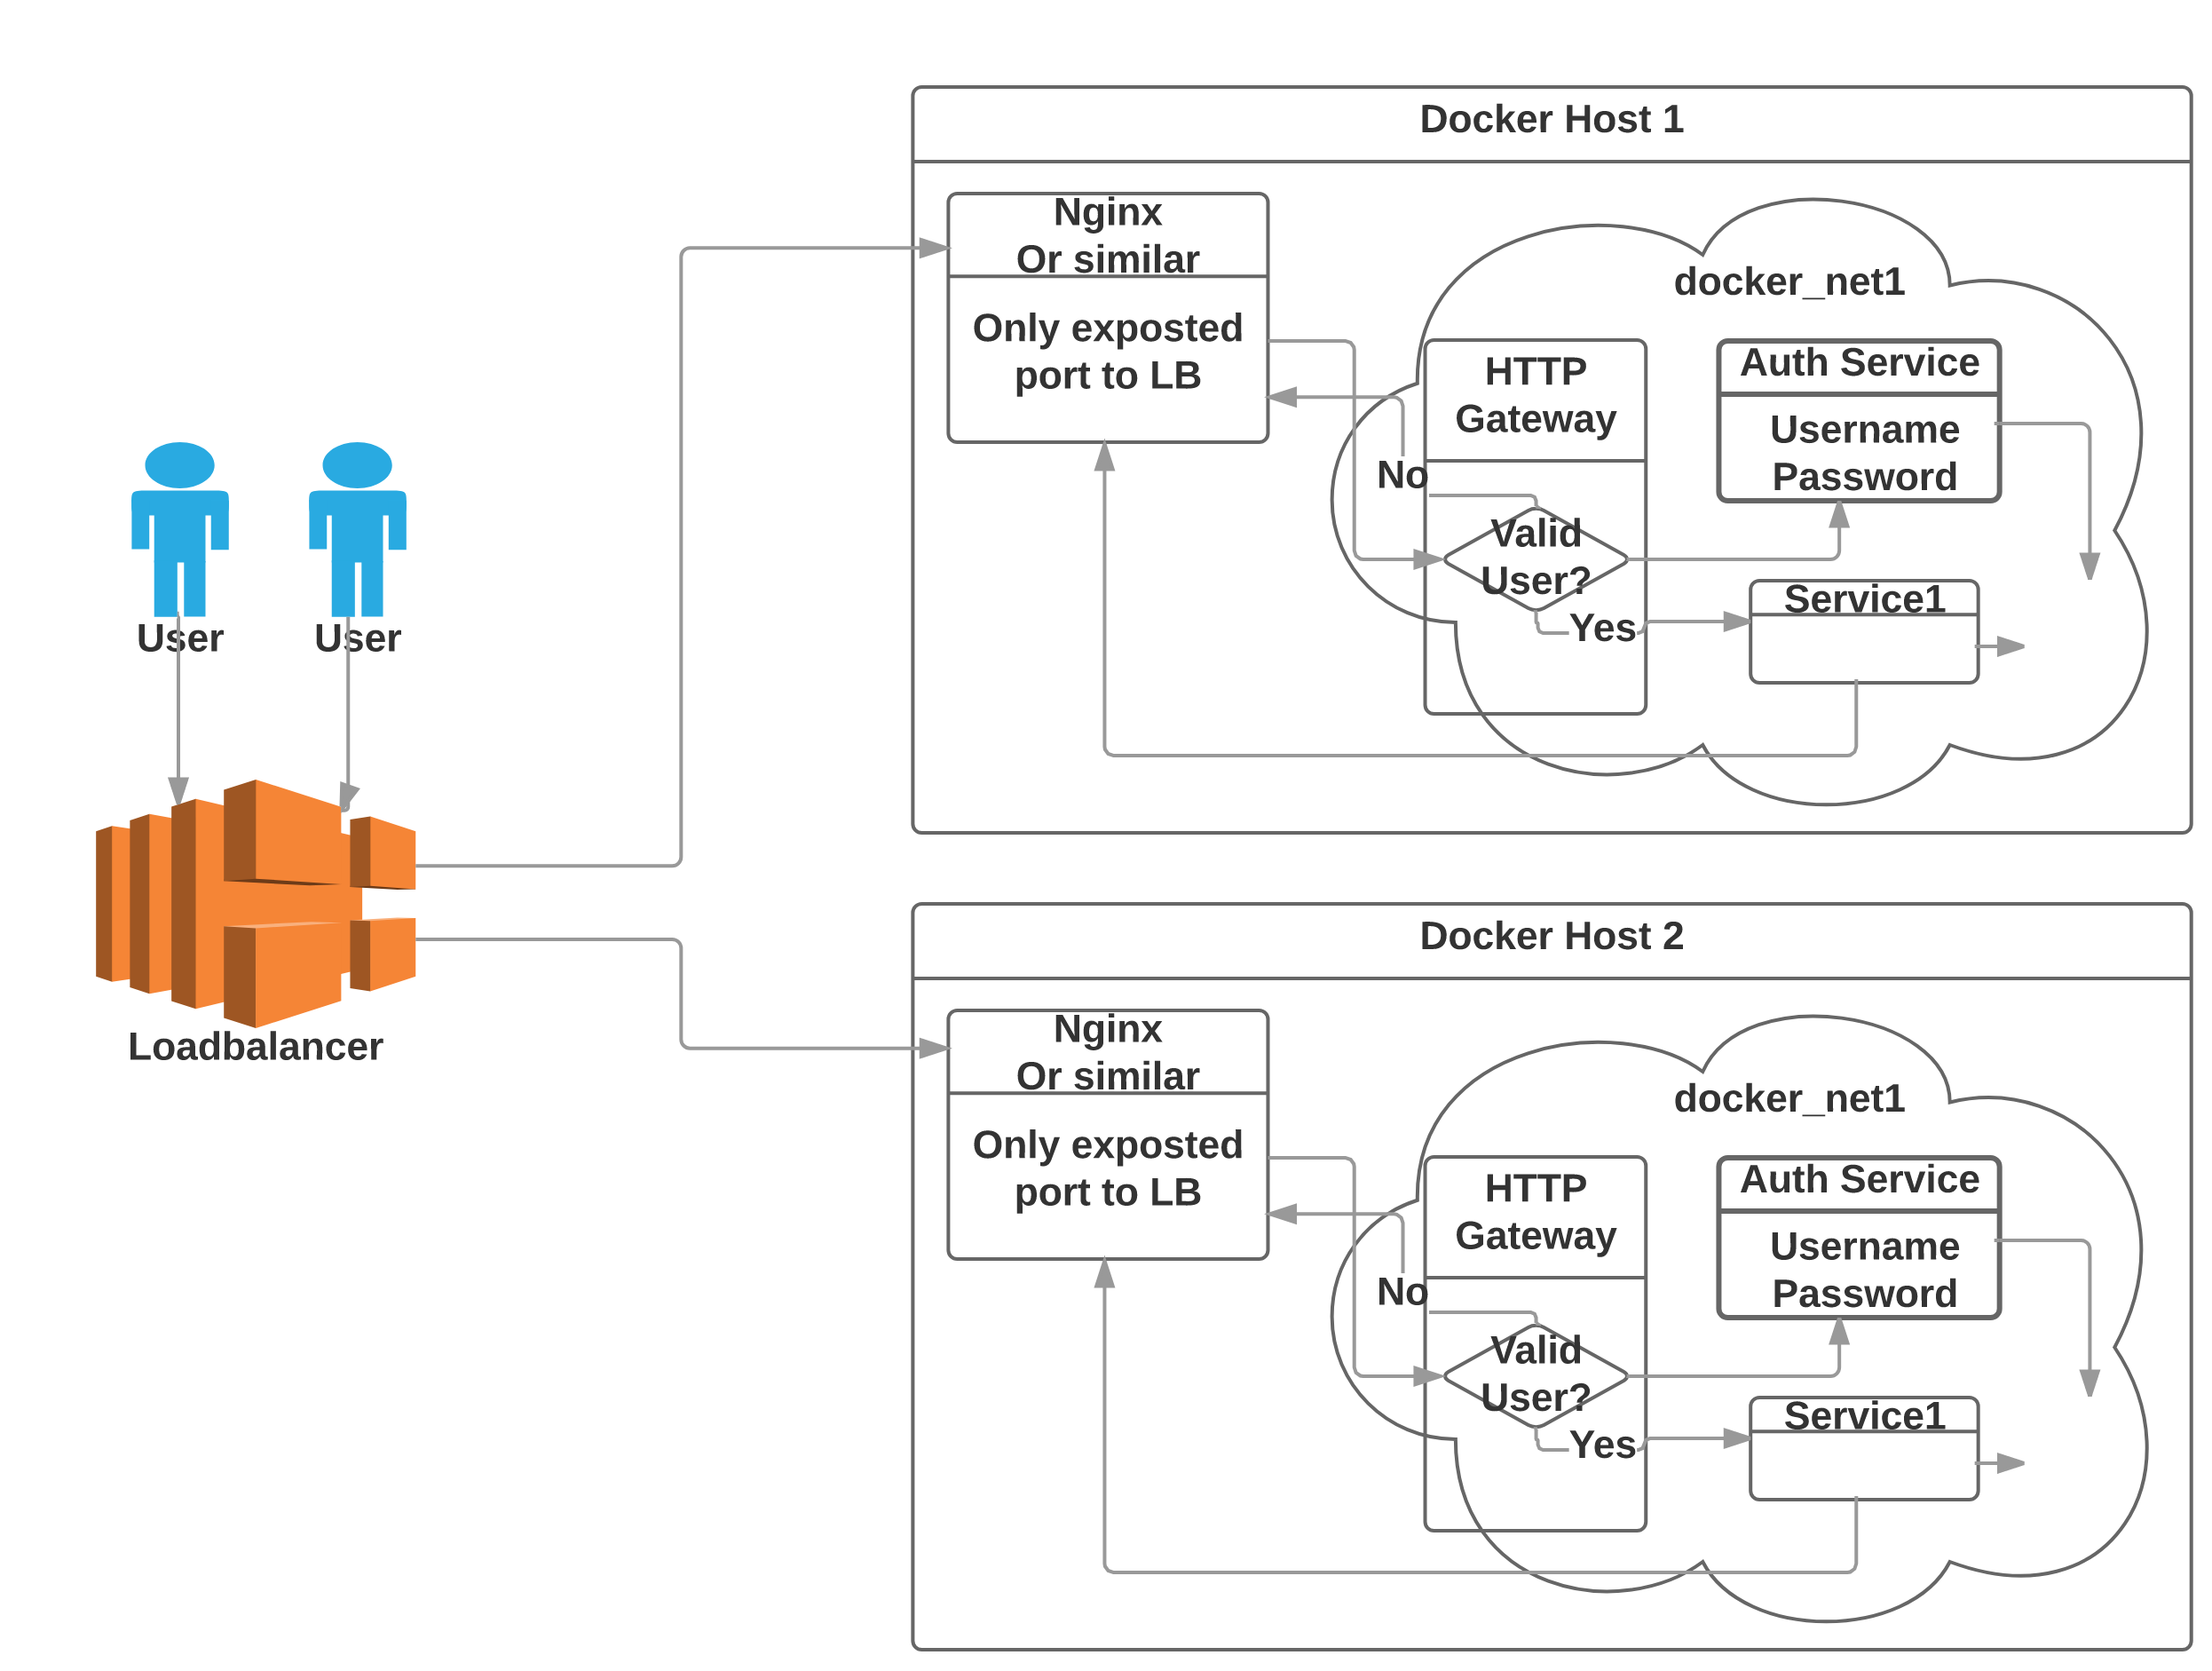 Docker Host 1
Nginx
Or similar
Only exposed
port to LB
docker_net1
HTTP
Gateway
Auth Service
Username
Password
No
Valid
User?
Yes
Service1
User
User
Loadbalancer
Docker Host 2
Nginx
Or similar
Only exposed
port to LB
docker_net1
HTTP
Gateway
Auth Service
Username
Password
No
Valid
User?
Yes
Service1